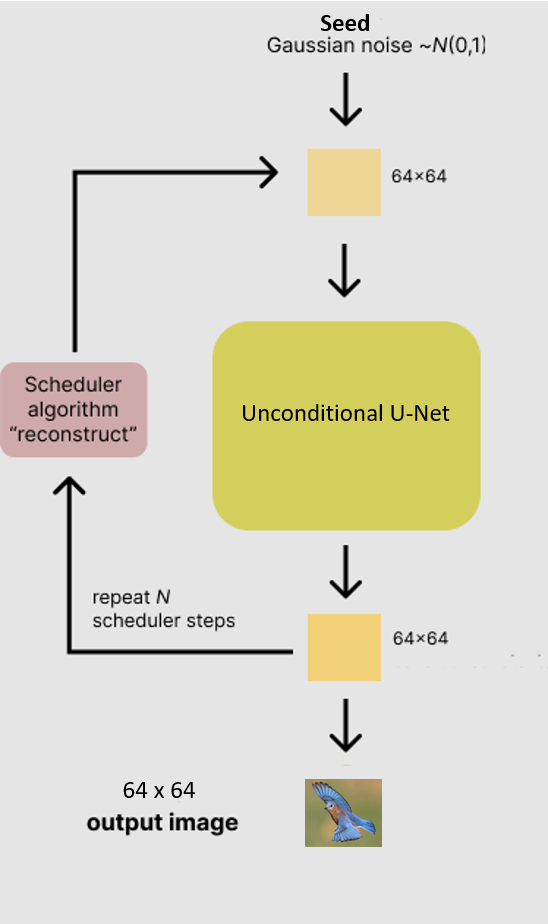 Seed
Gaussian noise ~N(0,1)
64×64
Unconditional U-Net
Scheduler
algorithm
“reconstruct”
repeat N
scheduler steps
64×64
64 x 64
output image